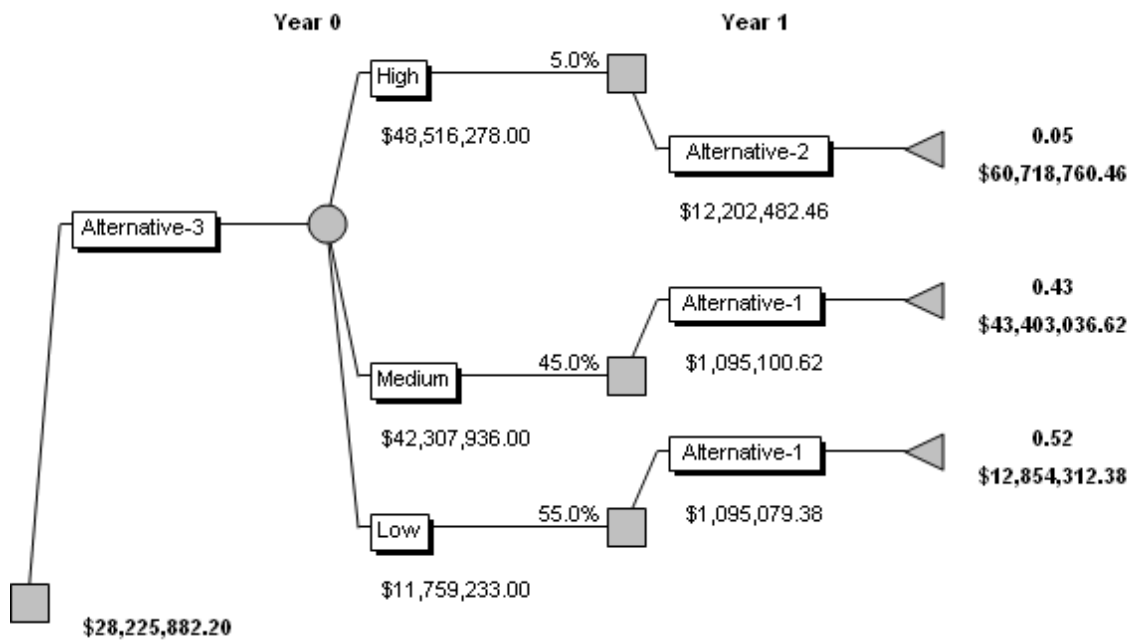 Year 0
Year 1
High
5.0%
$48,516,278.00
Alternative-2
0.05
$60,718,760.46
$12,202,482.46
Alternative-3
Alternative-1
0.43
$43,403,036.62
Medium
45.0%
$1,095,100.62
$42,307,936.00
Alternative-1
0.52
$12,854,312.38
Low
55.0%
$1,095,079.38
$11,759,233.00
$28,225,882.20